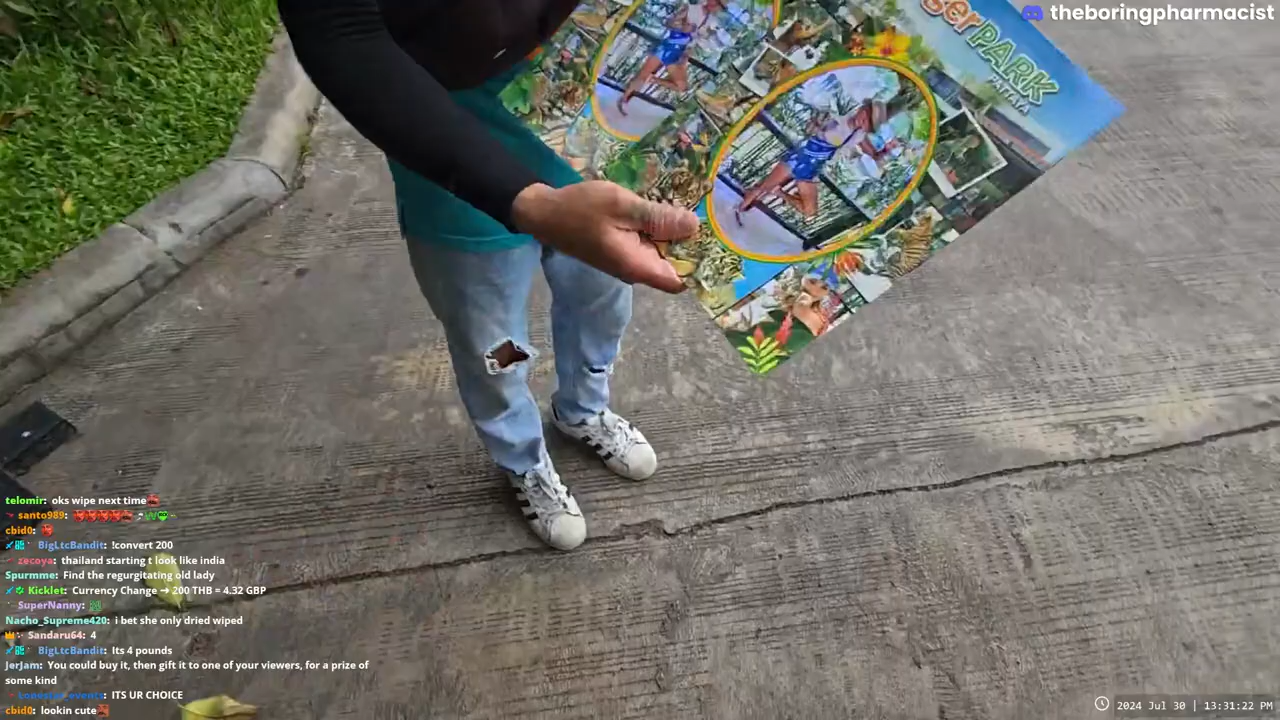 theboringpharmacist
PARK
PATTAYA
telomir: oks wipe next time
santo989:
cbid0:
BigLtcBandit: !convert 200
zecoya: thailand starting t look like india
Spurmme: Find the regurgitating old lady
Kicklet: Currency Change → 200 THB = 4.32 GBP
SuperNanny:
Nacho_Supreme420: i bet she only dried wiped
Sandaru64: 4
BigLtcBandit: Its 4 pounds
JerJam: You could buy it, then gift it to one of your viewers, for a prize of
some kind
ITS UR CHOICE
cbid0: lookin cute
2024 Jul 30 | 13:31:22 PM